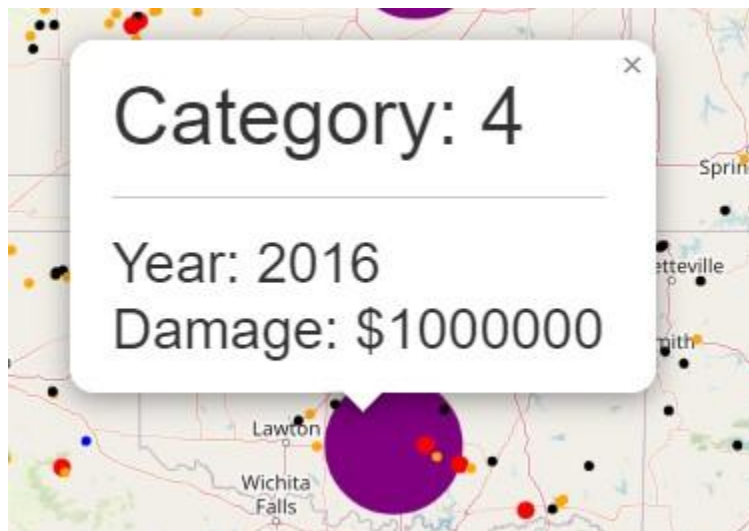 ×
Category: 4
Sprin
Year: 2016
etteville
Damage: $1000000
mith
Lawton
Wichita
Falls